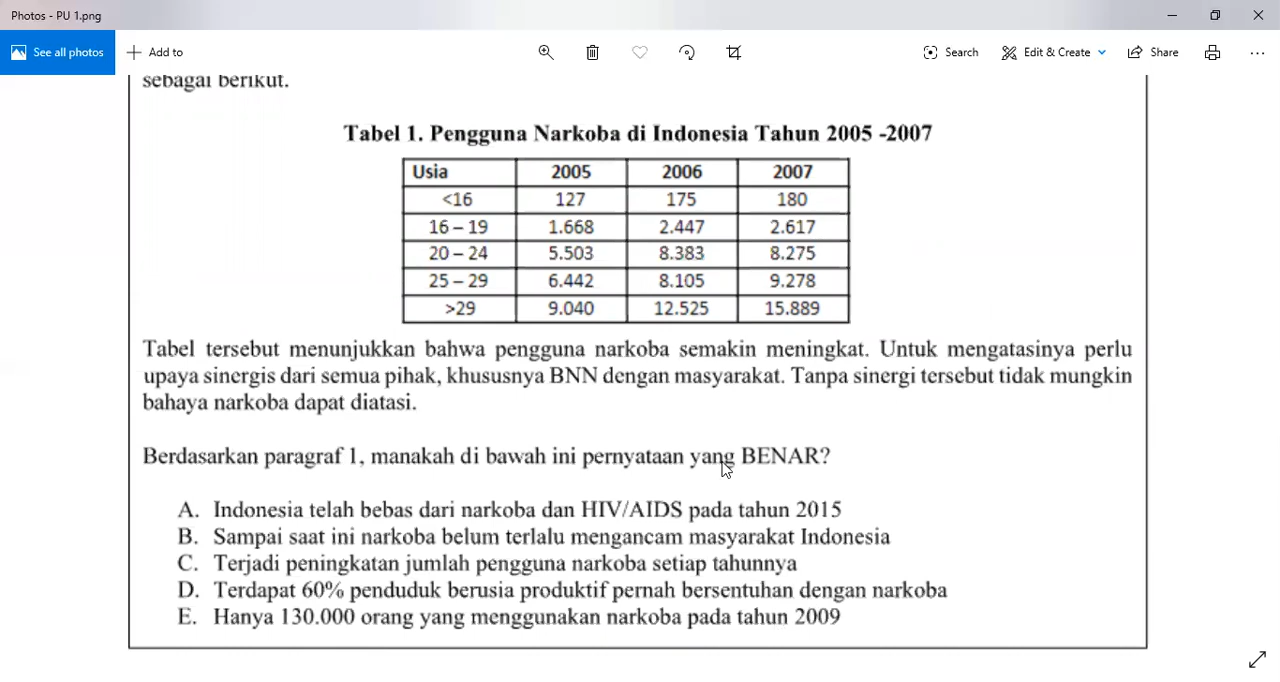 Photos - PU 1.png
See all photos
Add to
Search
Edit & Create
Share
sebagai berikut.
Tabel 1. Pengguna Narkoba di Indonesia Tahun 2005 -2007
Usia 2005 2006 2007
<16 127 175 180
16 – 19 1.668 2.447 2.617
20 – 24 5.503 8.383 8.275
25 – 29 6.442 8.105 9.278
>29 9.040 12.525 15.889
Tabel tersebut menunjukkan bahwa pengguna narkoba semakin meningkat. Untuk mengatasinya perlu
upaya sinergis dari semua pihak, khususnya BNN dengan masyarakat. Tanpa sinergi tersebut tidak mungkin
bahaya narkoba dapat diatasi.
Berdasarkan paragraf 1, manakah di bawah ini pernyataan yang BENAR?
A. Indonesia telah bebas dari narkoba dan HIV/AIDS pada tahun 2015
B. Sampai saat ini narkoba belum terlalu mengancam masyarakat Indonesia
C. Terjadi peningkatan jumlah pengguna narkoba setiap tahunnya
D. Terdapat 60% penduduk berusia produktif pernah bersentuhan dengan narkoba
E. Hanya 130.000 orang yang menggunakan narkoba pada tahun 2009